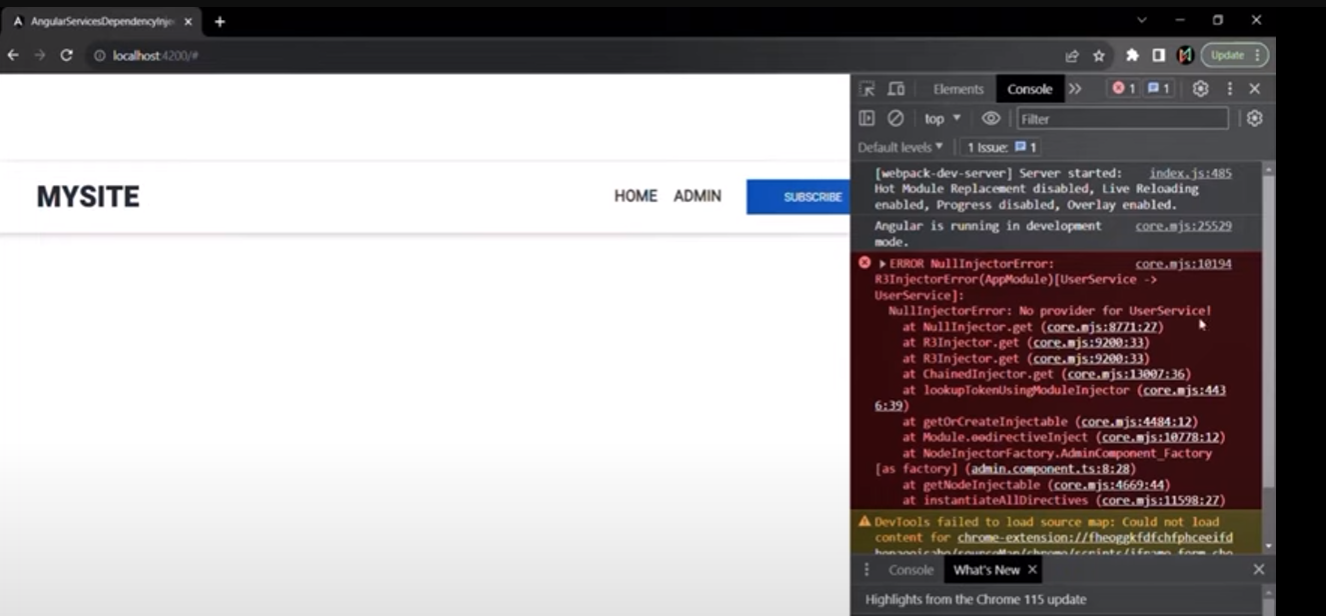 AngularServicesDependencyInje
localhost:4200/#
Update
MYSITE
HOME ADMIN SUBSCRIBE
Elements Console 1 1
top Filter
Default levels 1 Issue: 1
[webpack-dev-server] Server started: index.js:485
Hot Module Replacement disabled, Live Reloading
enabled, Progress disabled, Overlay enabled.
Angular is running in development core.mjs:25529
mode.
ERROR NullInjectorError: core.mjs:10194
R3InjectorError(AppModule)[UserService ->
UserService]:
NullInjectorError: No provider for UserService!
at NullInjector.get (core.mjs:8771:27)
at R3Injector.get (core.mjs:9200:33)
at R3Injector.get (core.mjs:9200:33)
at ChainedInjector.get (core.mjs:13007:36)
at lookupTokenUsingModuleInjector (core.mjs:443
6:39)
at getOrCreateInjectable (core.mjs:4484:12)
at Module.ɵɵdirectiveInject (core.mjs:10778:12)
at NodeInjectorFactory.AdminComponent_Factory
[as factory] (admin.component.ts:8:28)
at getNodeInjectable (core.mjs:4669:44)
at instantiateAllDirectives (core.mjs:11598:27)
DevTools failed to load source map: Could not load
content for chrome-extension://fheoggkfdfchfphceeifd
Console What's New
Highlights from the Chrome 115 update